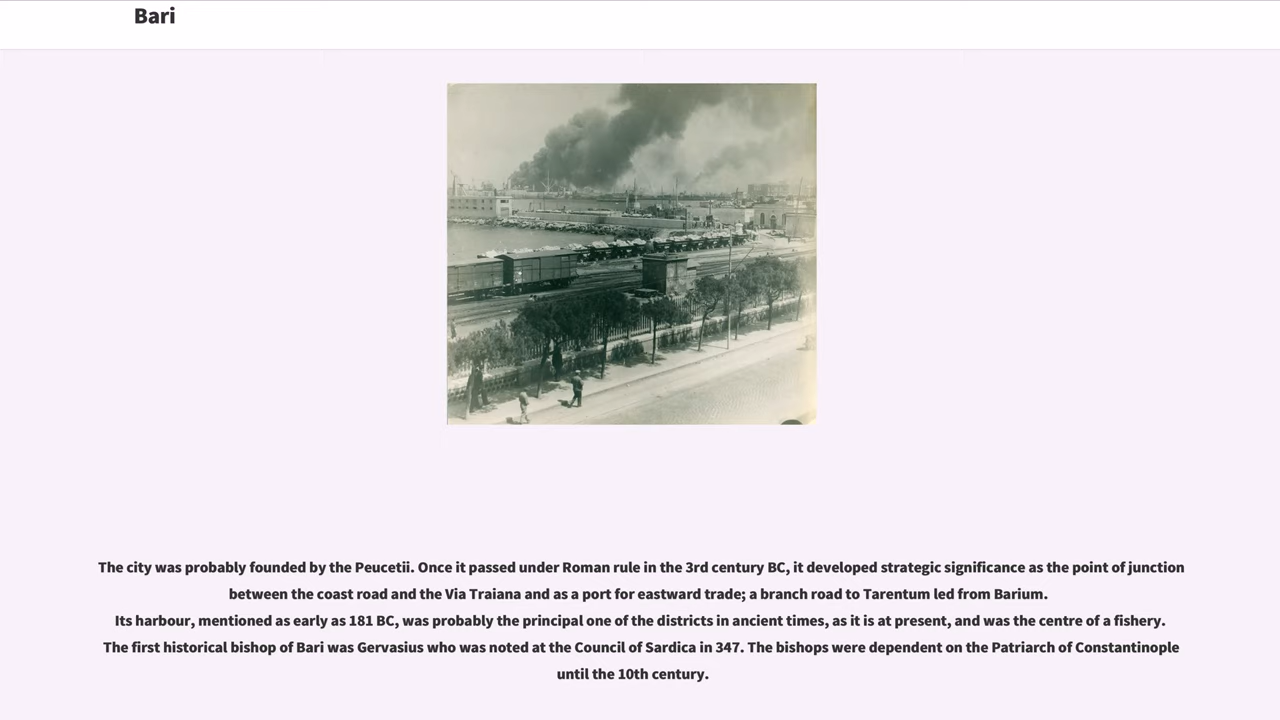 Bari
The city was probably founded by the Peucetii. Once it passed under Roman rule in the 3rd century BC, it developed strategic significance as the point of junction
between the coast road and the Via Traiana and as a port for eastward trade; a branch road to Tarentum led from Barium.
Its harbour, mentioned as early as 181 BC, was probably the principal one of the districts in ancient times, as it is at present, and was the centre of a fishery.
The first historical bishop of Bari was Gervasius who was noted at the Council of Sardica in 347. The bishops were dependent on the Patriarch of Constantinople
until the 10th century.